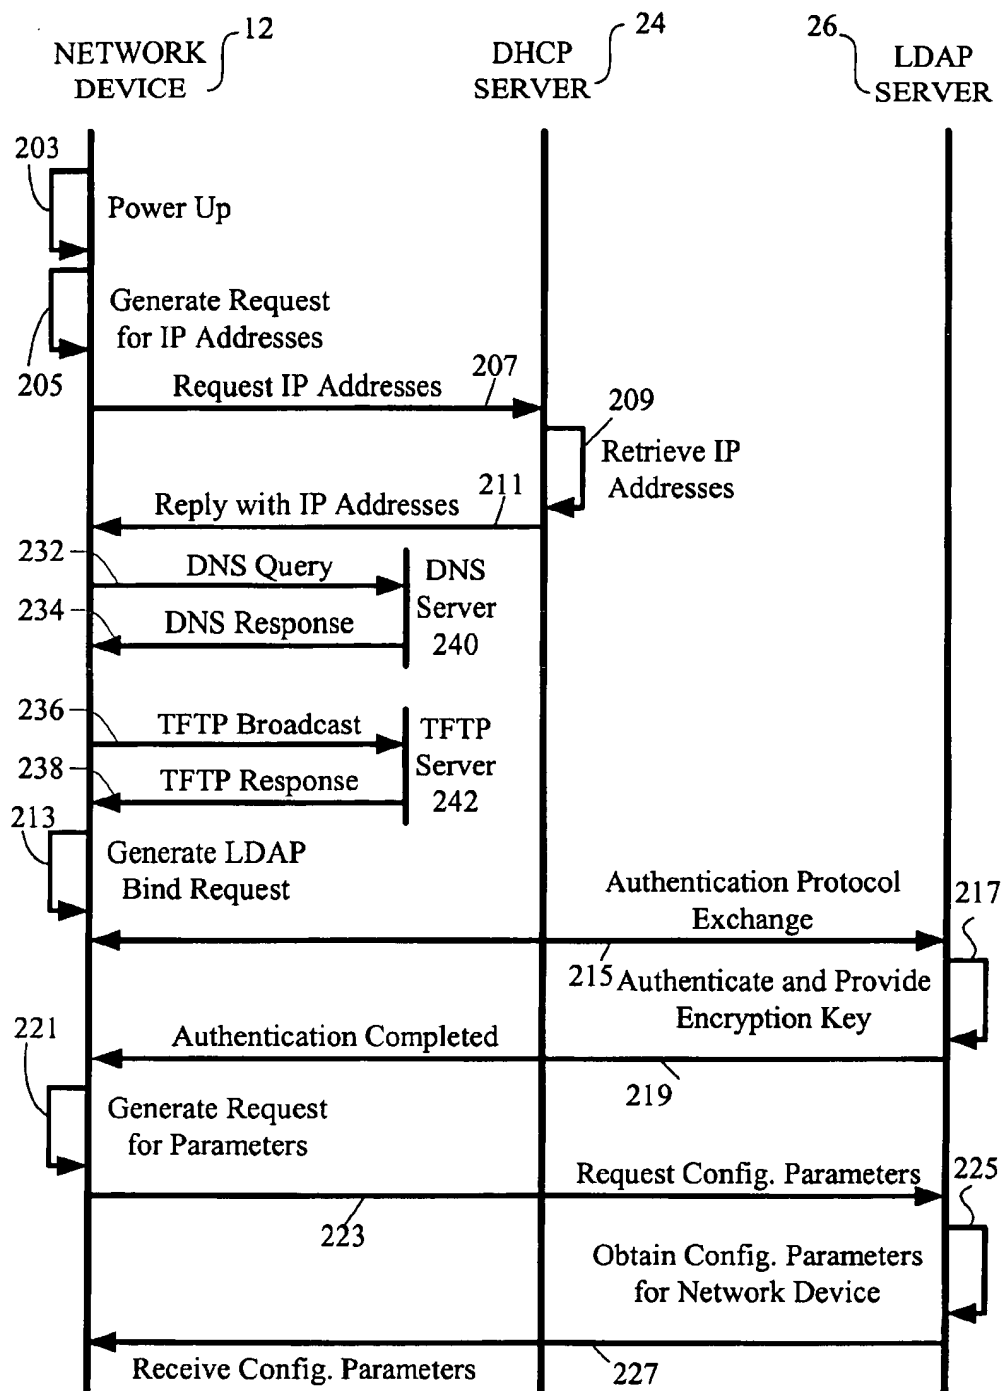 12
24
26
NETWORK
DEVICE
DHCP
SERVER
LDAP
SERVER
203
Power Up
Generate Request
for IP Addresses
205
Request IP Addresses
207
209
Retrieve IP
Addresses
211
Reply with IP Addresses
232
DNS Query
DNS
Server
240
234
DNS Response
236
TFTP Broadcast
TFTP
Server
242
238
TFTP Response
213
Generate LDAP
Bind Request
Authentication Protocol
Exchange
217
215
Authenticate and Provide
Encryption Key
221
Authentication Completed
219
Generate Request
for Parameters
Request Config. Parameters
225
223
Obtain Config. Parameters
for Network Device
Receive Config. Parameters
227